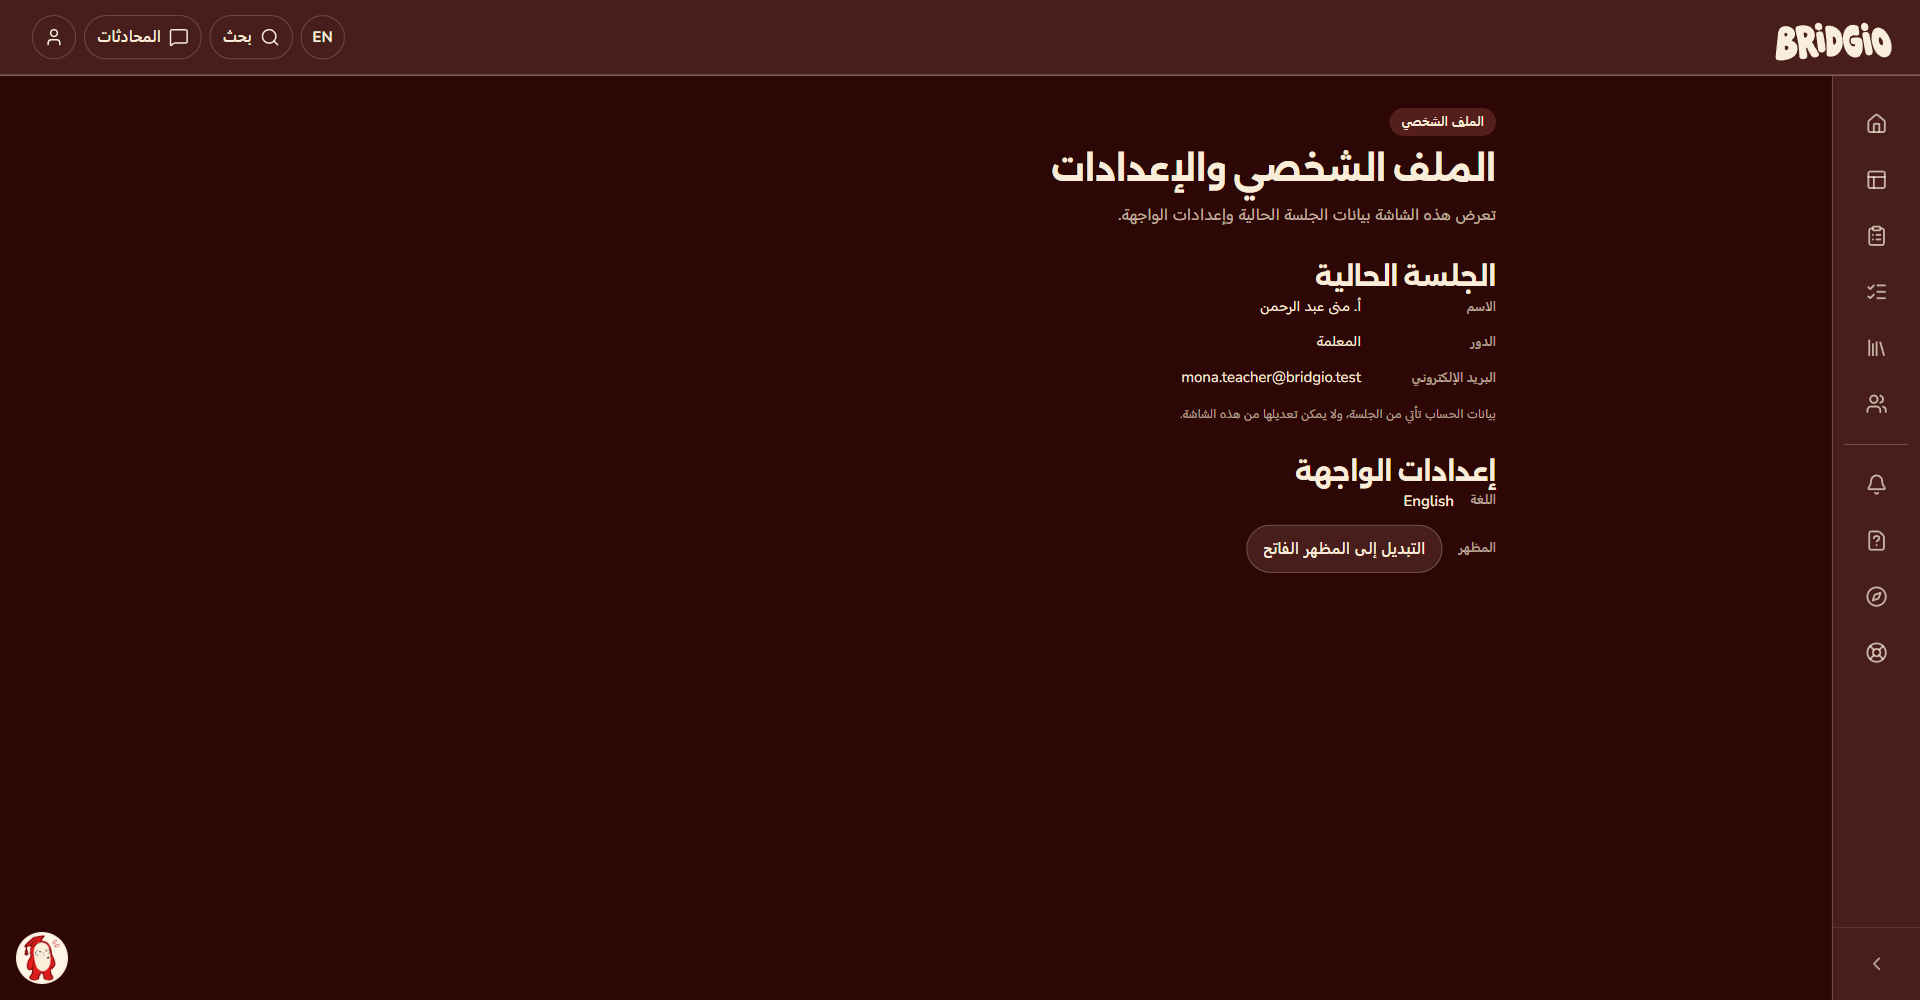 BRiDGiO
EN
بحث
المحادثات
الملف الشخصي
الملف الشخصي والإعدادات
تعرض هذه الشاشة بيانات الجلسة الحالية وإعدادات الواجهة.
الجلسة الحالية
الاسم أ. منى عبد الرحمن
الدور المعلمة
البريد الإلكتروني mona.teacher@bridgio.test
بيانات الحساب تأتي من الجلسة، ولا يمكن تعديلها من هذه الشاشة.
إعدادات الواجهة
اللغة English
المظهر التبديل إلى المظهر الفاتح